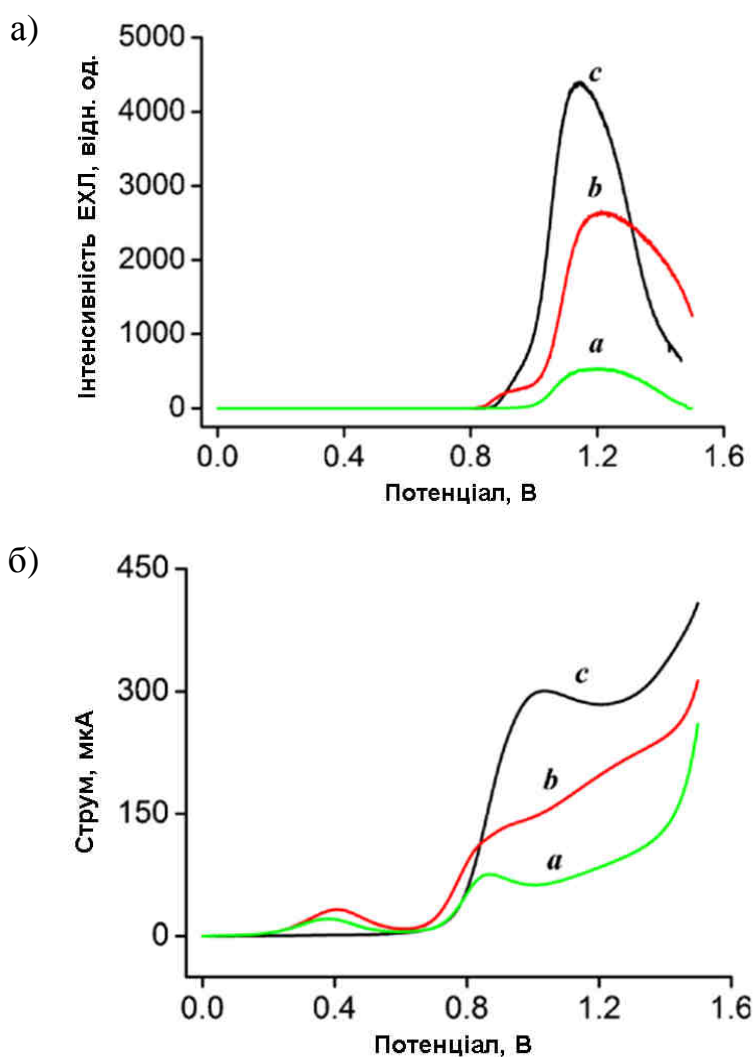 а)
Інтенсивність ЕХЛ, відн. од.
5000
4000
3000
2000
1000
0
c
b
a
0.0 0.4 0.8 1.2 1.6
Потенціал, В
б)
Струм, мкА
450
300
150
0
c
b
a
0.0 0.4 0.8 1.2 1.6
Потенціал, В